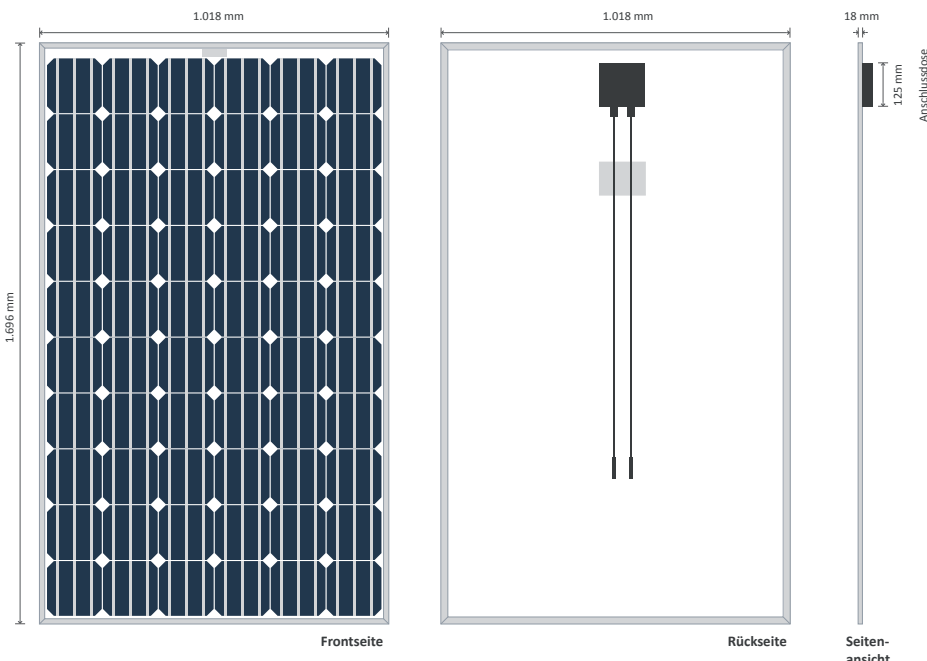 1.018 mm
1.018 mm
18 mm
1.696 mm
125 mm
Anschlussdose
Frontseite
Rückseite
Seiten-
ansicht